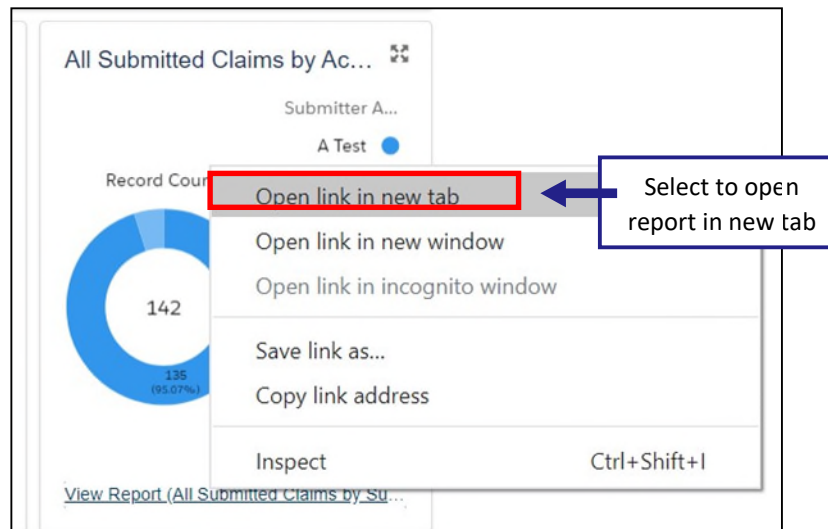 All Submitted Claims by Ac...
Submitter A...
A Test
Record Cour
142
135
(95.07%)
Open link in new tab
Open link in new window
Open link in incognito window
Save link as...
Copy link address
Inspect Ctrl+Shift+I
Select to open
report in new tab
View Report (All Submitted Claims by Su...